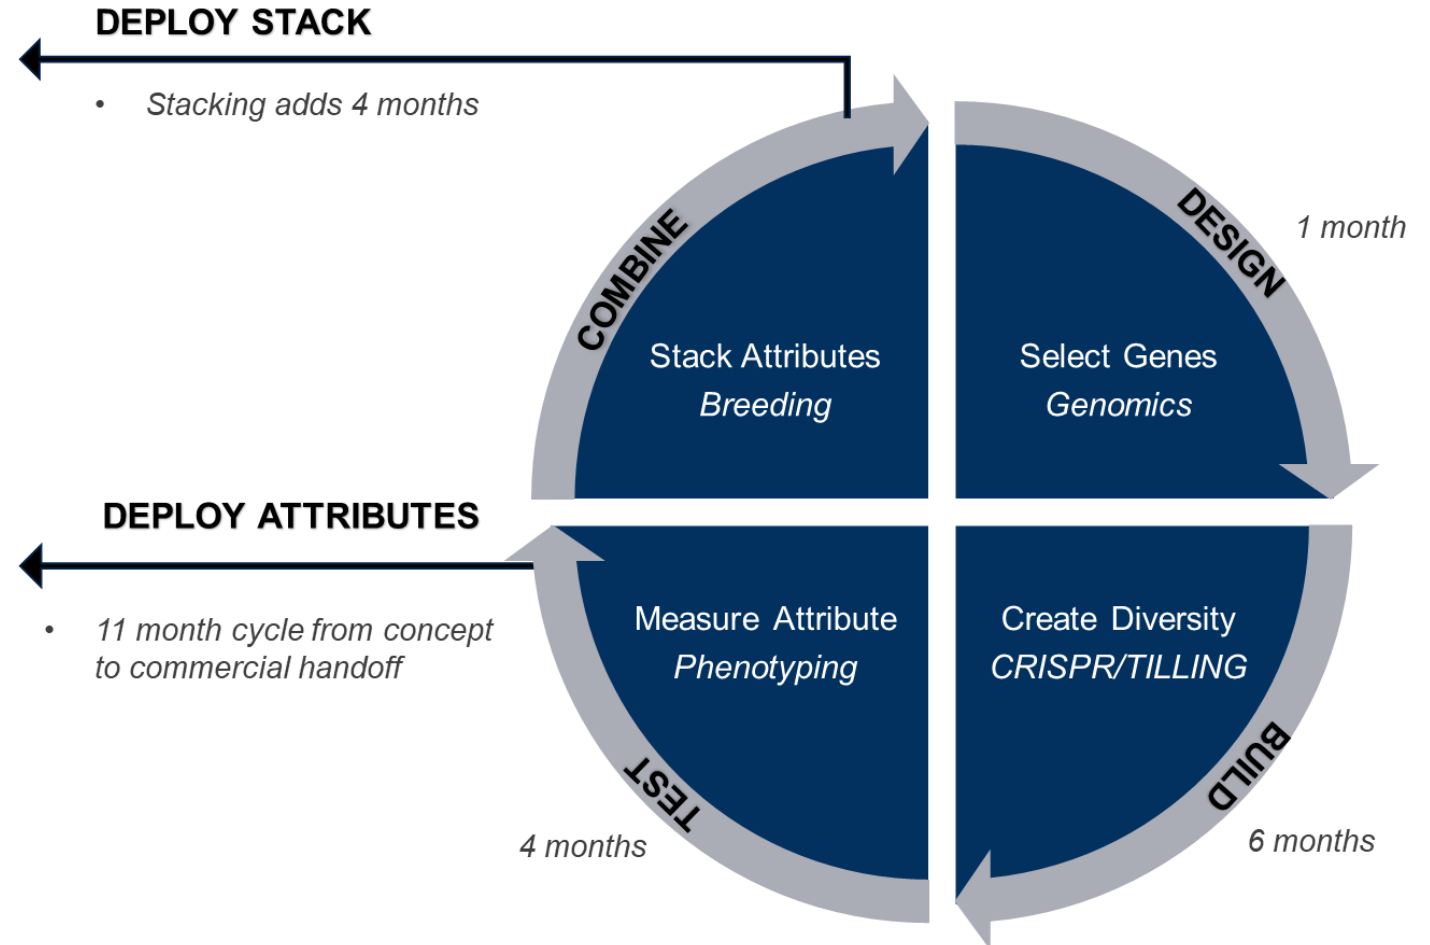 DEPLOY STACK
• Stacking adds 4 months
COMBINE
DESIGN
1 month
Stack Attributes
Breeding
Select Genes
Genomics
DEPLOY ATTRIBUTES
• 11 month cycle from concept
to commercial handoff
Measure Attribute
Phenotyping
Create Diversity
CRISPR/TILLING
TEST
4 months
BUILD
6 months